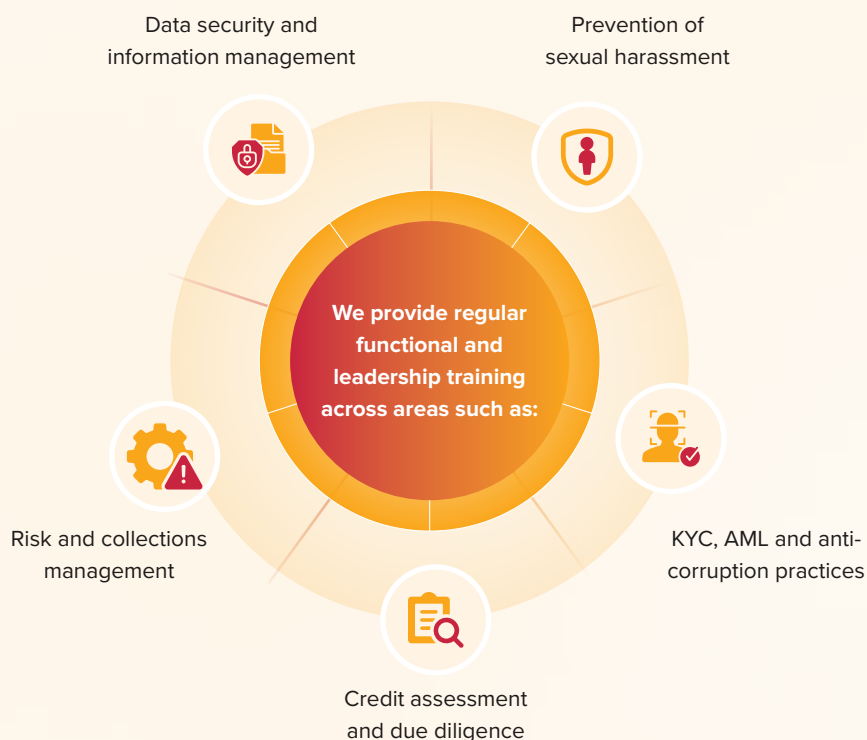 Data security and
information management
Prevention of
sexual harassment
We provide regular
functional and
leadership training
across areas such as:
Risk and collections
management
KYC, AML and anti-
corruption practices
Credit assessment
and due diligence